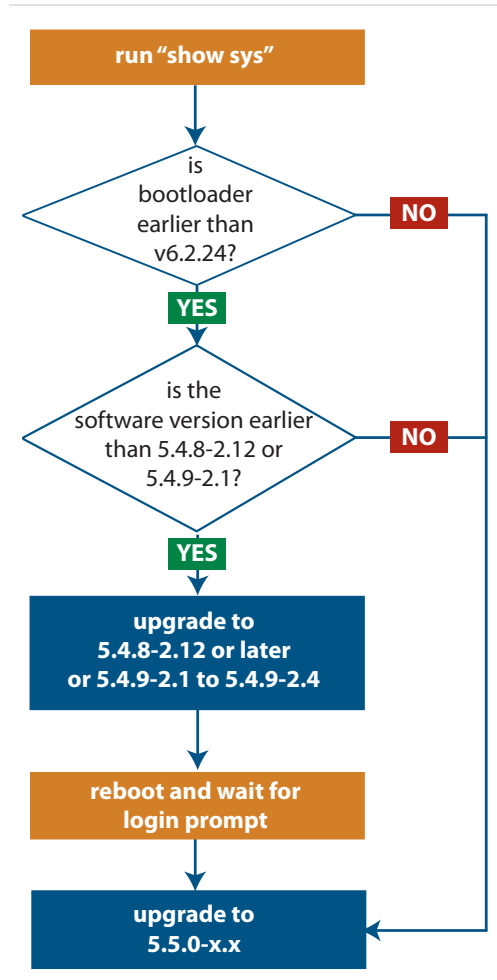 run “show sys”
is
bootloader
earlier than
v6.2.24?
NO
YES
is the
software version earlier
than 5.4.8-2.12 or
5.4.9-2.1?
NO
YES
upgrade to
5.4.8-2.12 or later
or 5.4.9-2.1 to 5.4.9-2.4
reboot and wait for
login prompt
upgrade to
5.5.0-x.x